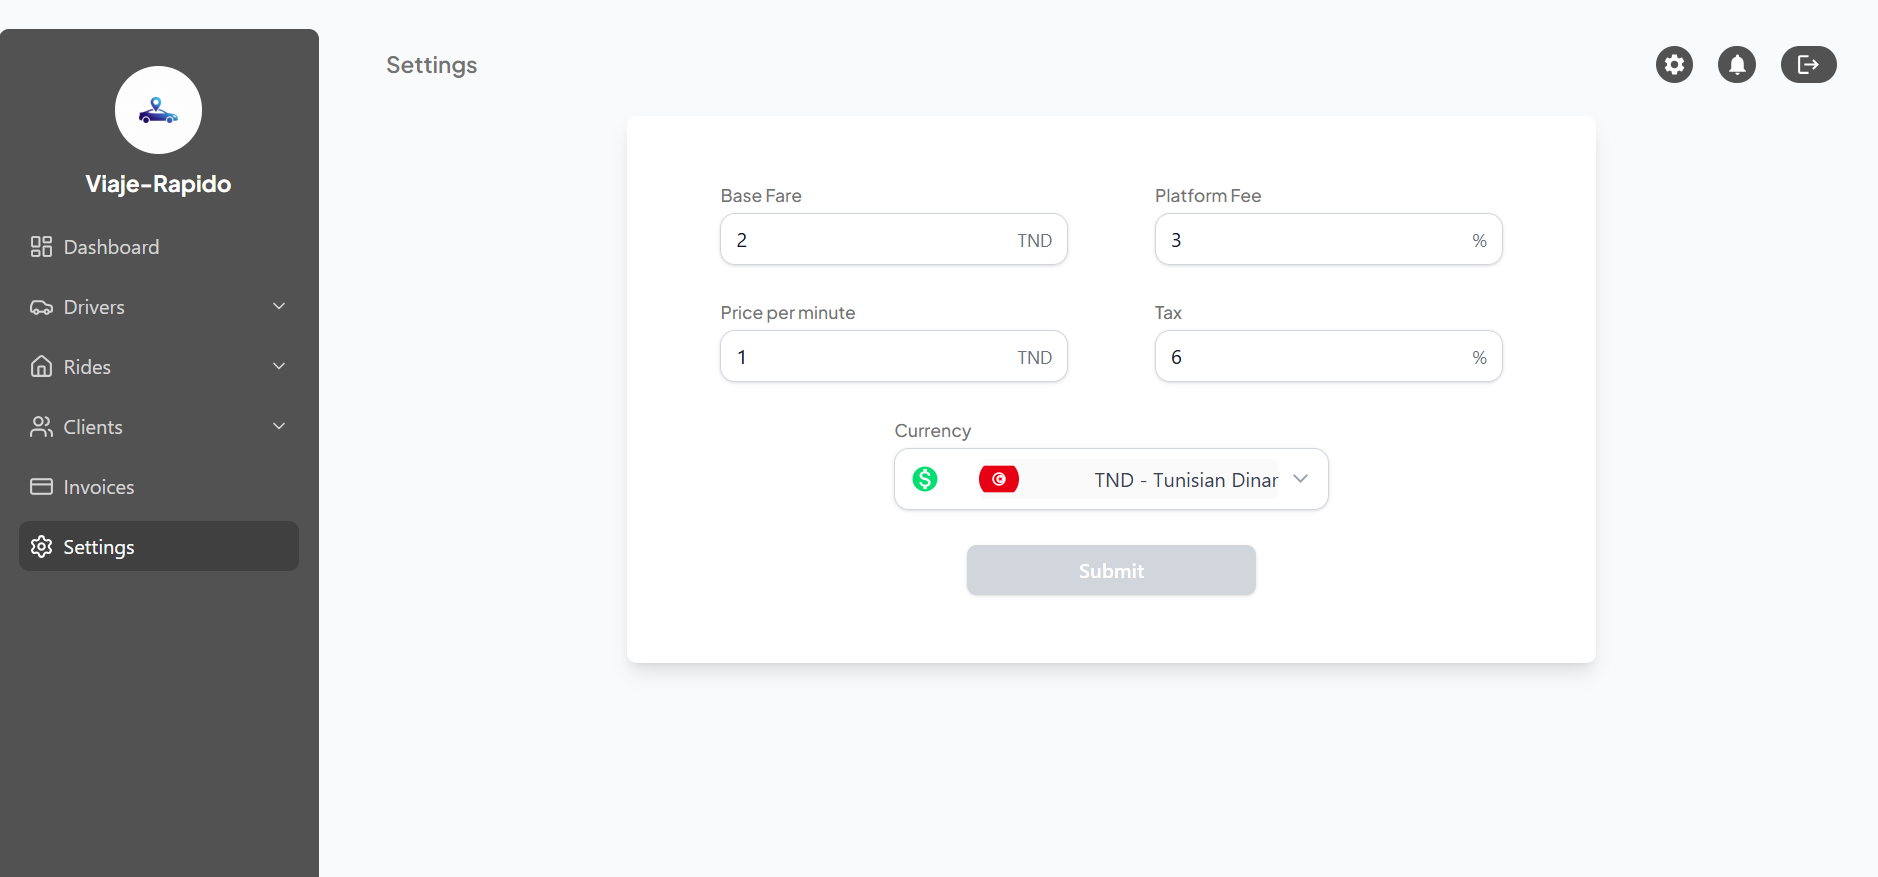 Viaje-Rapido
Dashboard
Drivers
Rides
Clients
Invoices
Settings
Settings
Base Fare
2 TND
Platform Fee
3 %
Price per minute
1 TND
Tax
6 %
Currency
TND - Tunisian Dinar
Submit